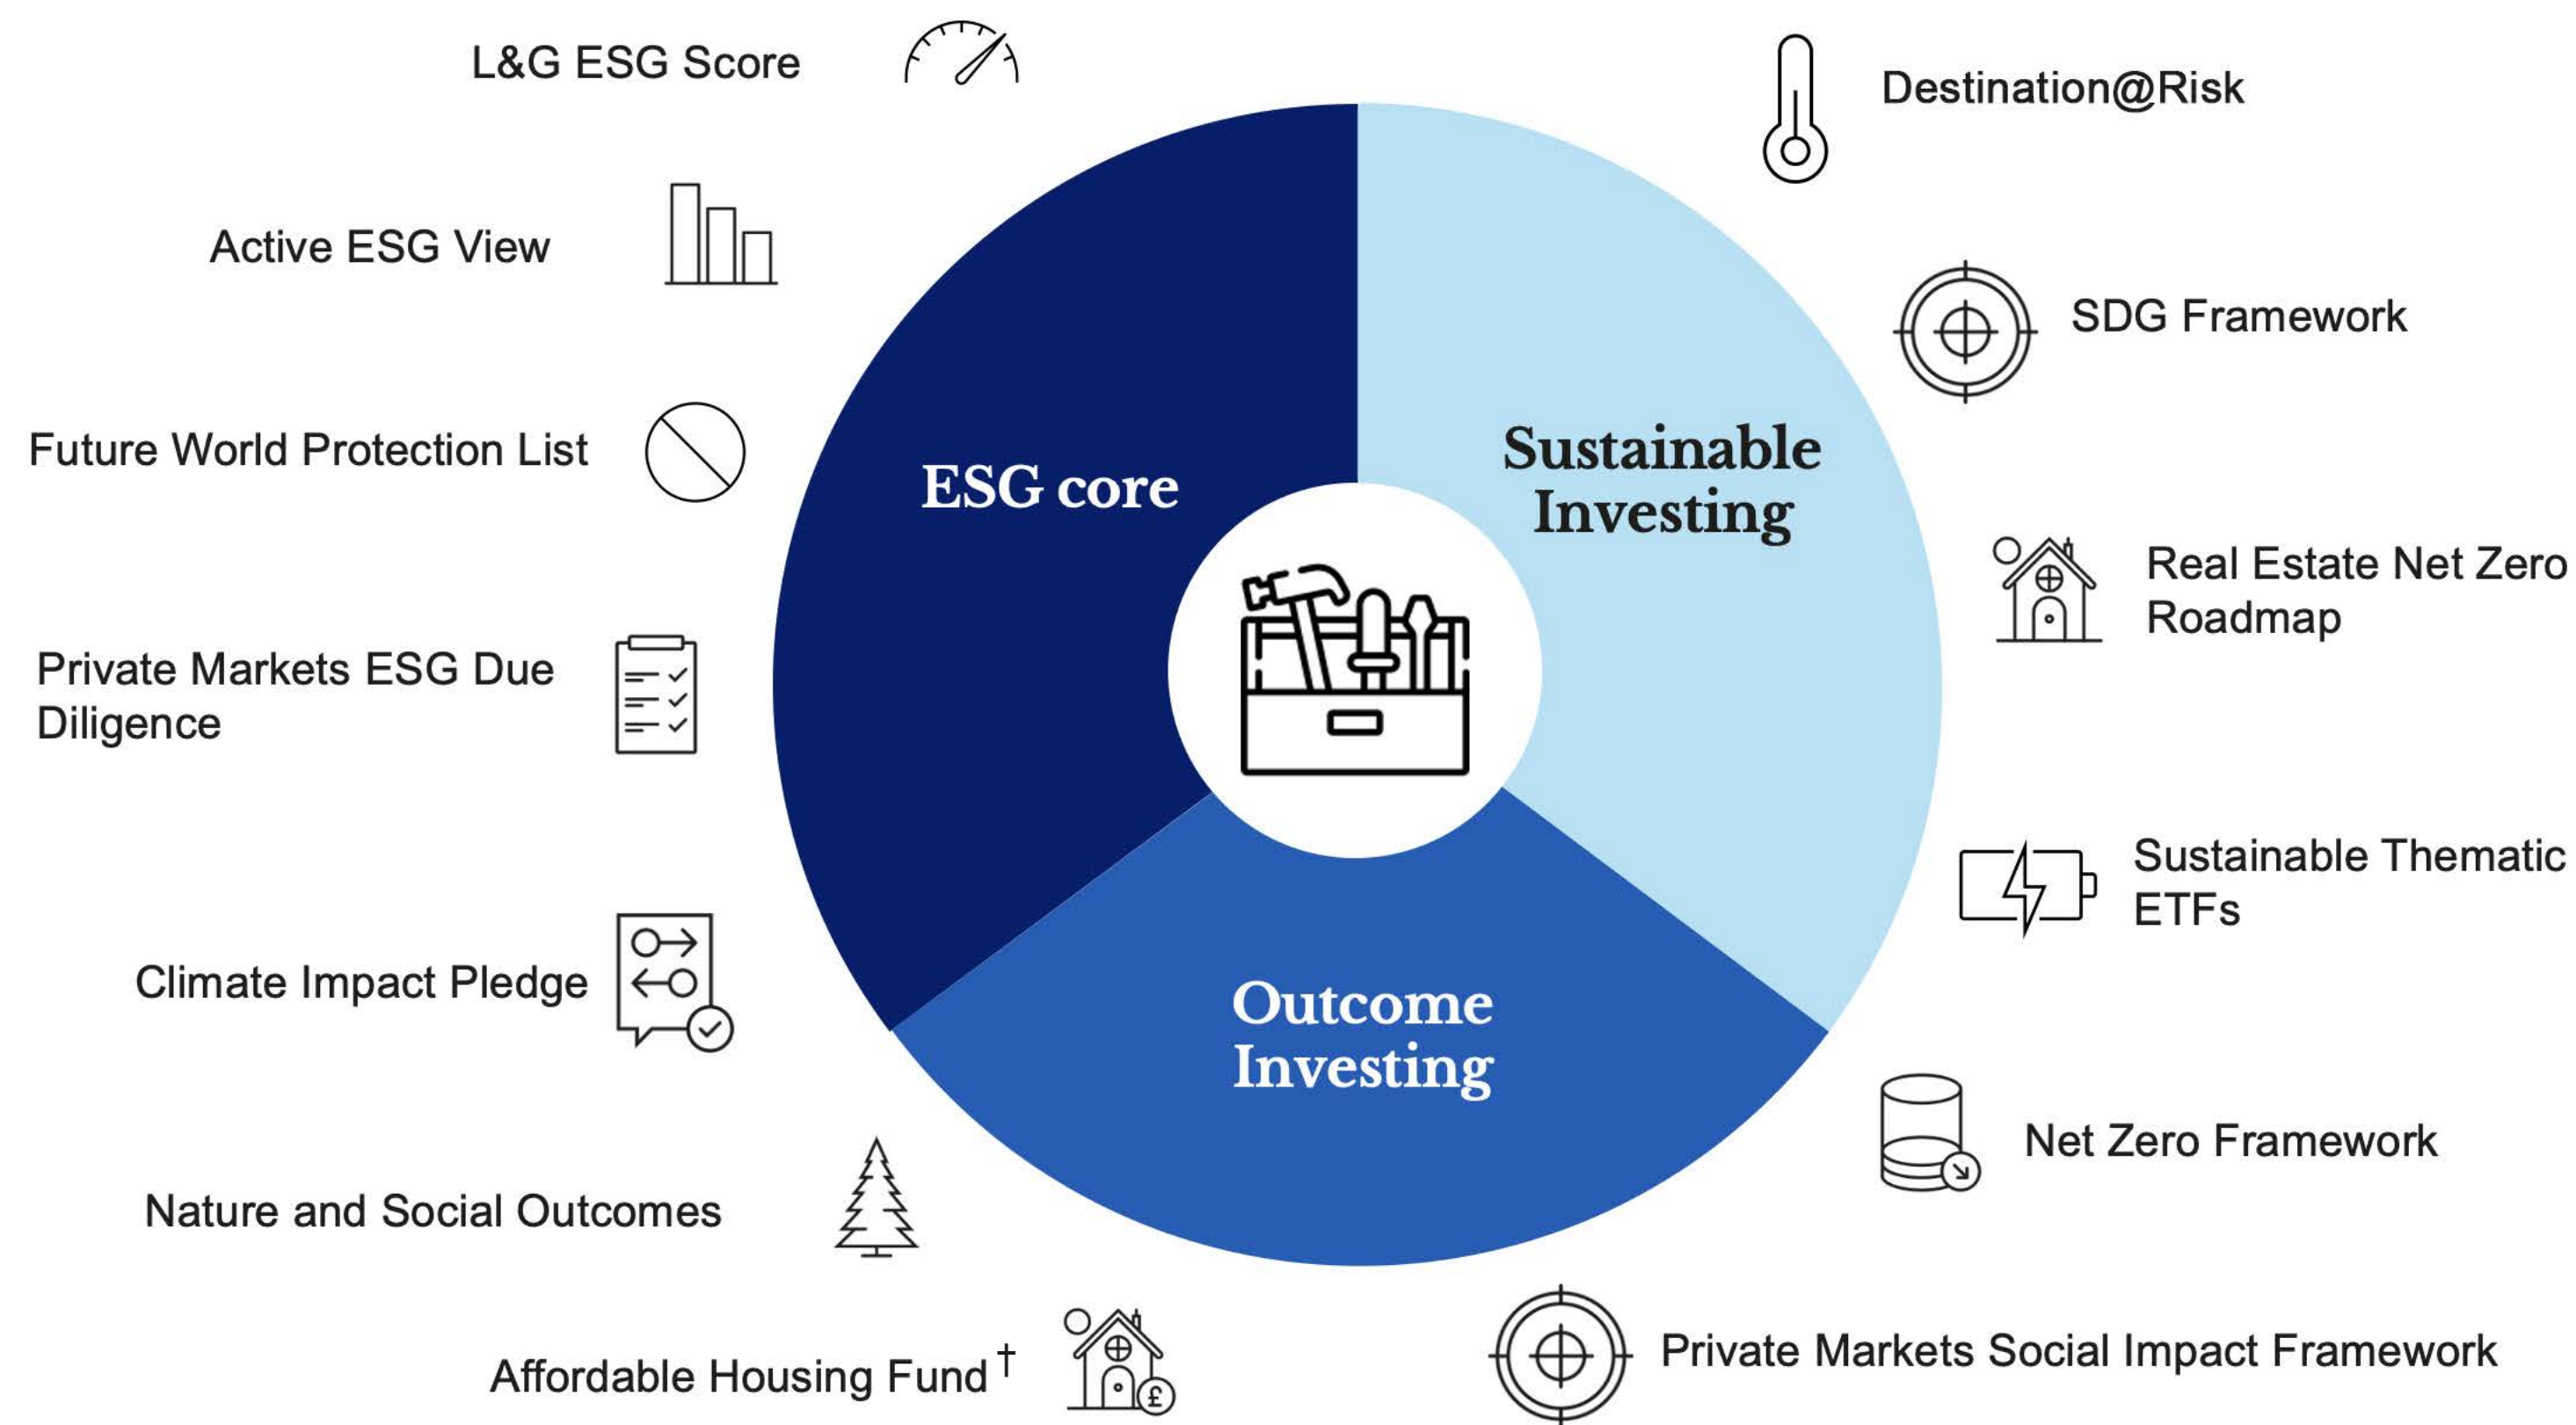 L&G ESG Score
Active ESG View
Future World Protection List
Private Markets ESG Due
Diligence
Climate Impact Pledge
Nature and Social Outcomes
Affordable Housing Fund †
£
ESG core
Sustainable
Investing
Outcome
Investing
Destination@Risk
SDG Framework
Real Estate Net Zero
Roadmap
Sustainable Thematic
ETFs
Net Zero Framework
Private Markets Social Impact Framework